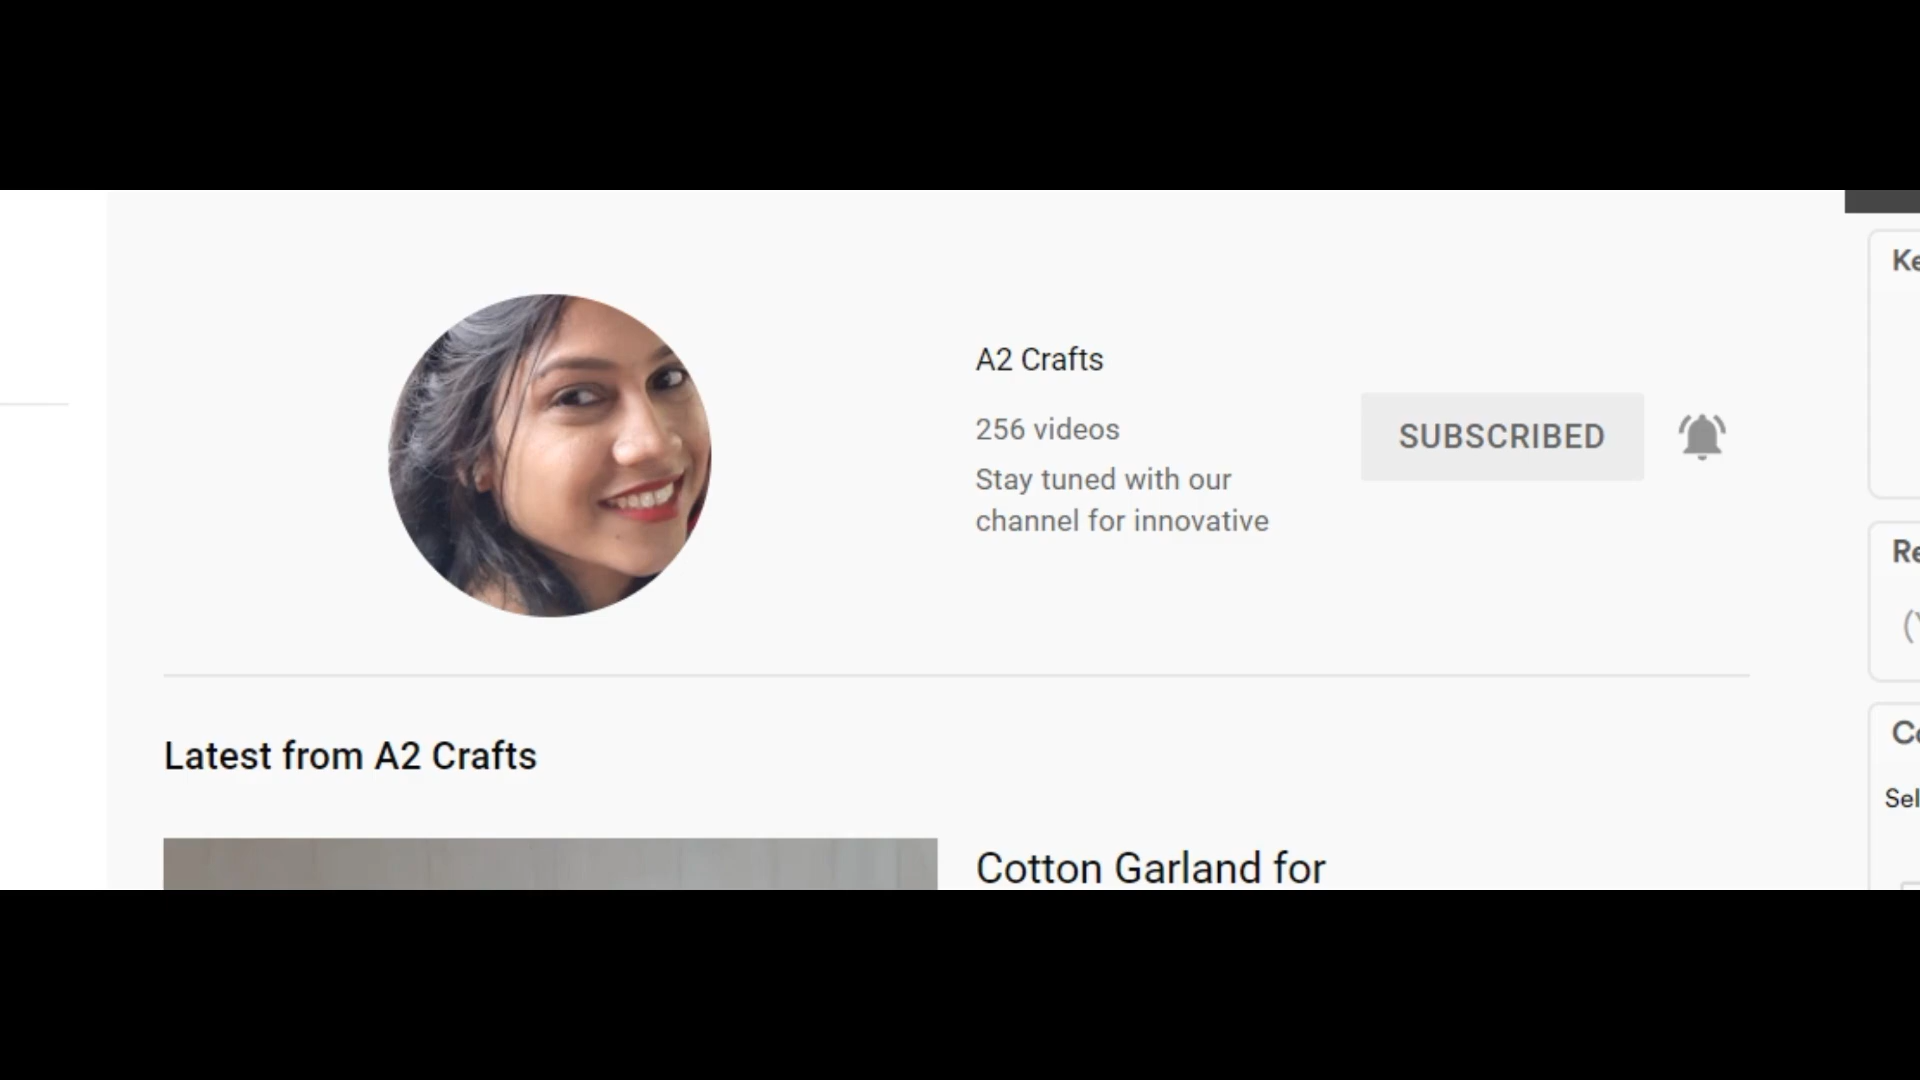 A2 Crafts
256 videos
Stay tuned with our
channel for innovative
SUBSCRIBED
Latest from A2 Crafts
Cotton Garland for